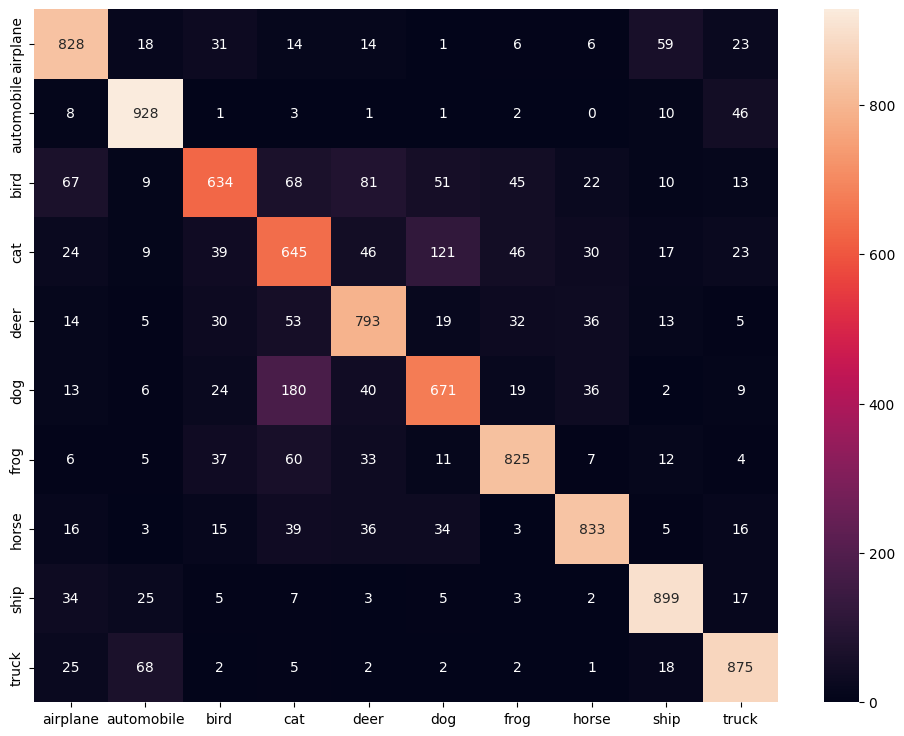 airplane 828 18 31 14 14 1 6 6 59 23
automobile 8 928 1 3 1 1 2 0 10 46
bird 67 9 634 68 81 51 45 22 10 13
cat 24 9 39 645 46 121 46 30 17 23
deer 14 5 30 53 793 19 32 36 13 5
dog 13 6 24 180 40 671 19 36 2 9
frog 6 5 37 60 33 11 825 7 12 4
horse 16 3 15 39 36 34 3 833 5 16
ship 34 25 5 7 3 5 3 2 899 17
truck 25 68 2 5 2 2 2 1 18 875
airplane automobile bird cat deer dog frog horse ship truck
800
600
400
200
0